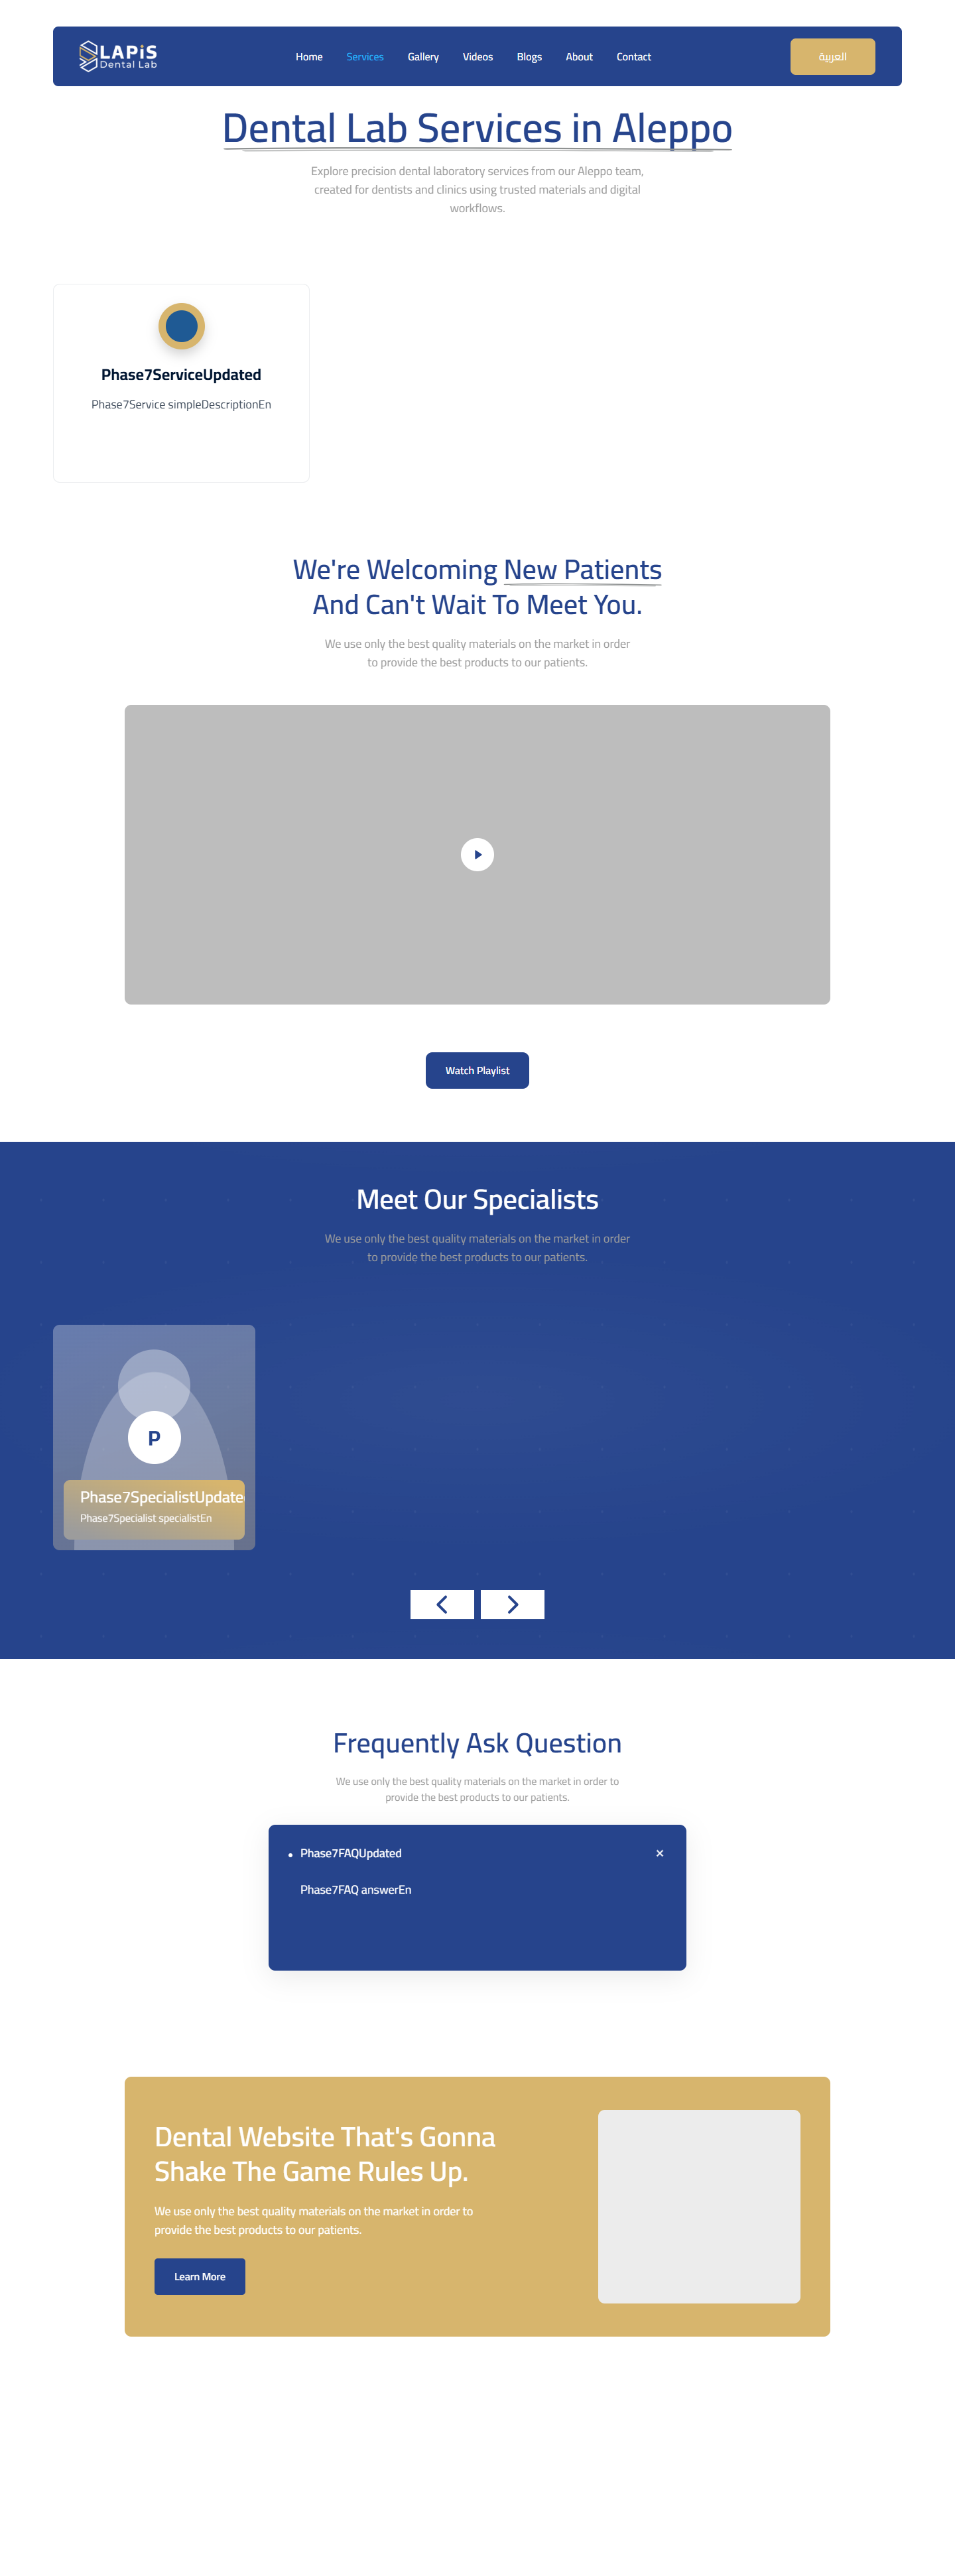 LAPiS
Dental Lab
Home Services Gallery Videos Blogs About Contact
العربية
Dental Lab Services in Aleppo
Explore precision dental laboratory services from our Aleppo team,
created for dentists and clinics using trusted materials and digital
workflows.
Phase7ServiceUpdated
Phase7Service simpleDescriptionEn
We're Welcoming New Patients
And Can't Wait To Meet You.
We use only the best quality materials on the market in order
to provide the best products to our patients.
Watch Playlist
Meet Our Specialists
We use only the best quality materials on the market in order
to provide the best products to our patients.
P
Phase7SpecialistUpdate
Phase7Specialist specialistEn
Frequently Ask Question
We use only the best quality materials on the market in order to
provide the best products to our patients.
Phase7FAQUpdated
Phase7FAQ answerEn
Dental Website That's Gonna
Shake The Game Rules Up.
We use only the best quality materials on the market in order to
provide the best products to our patients.
Learn More